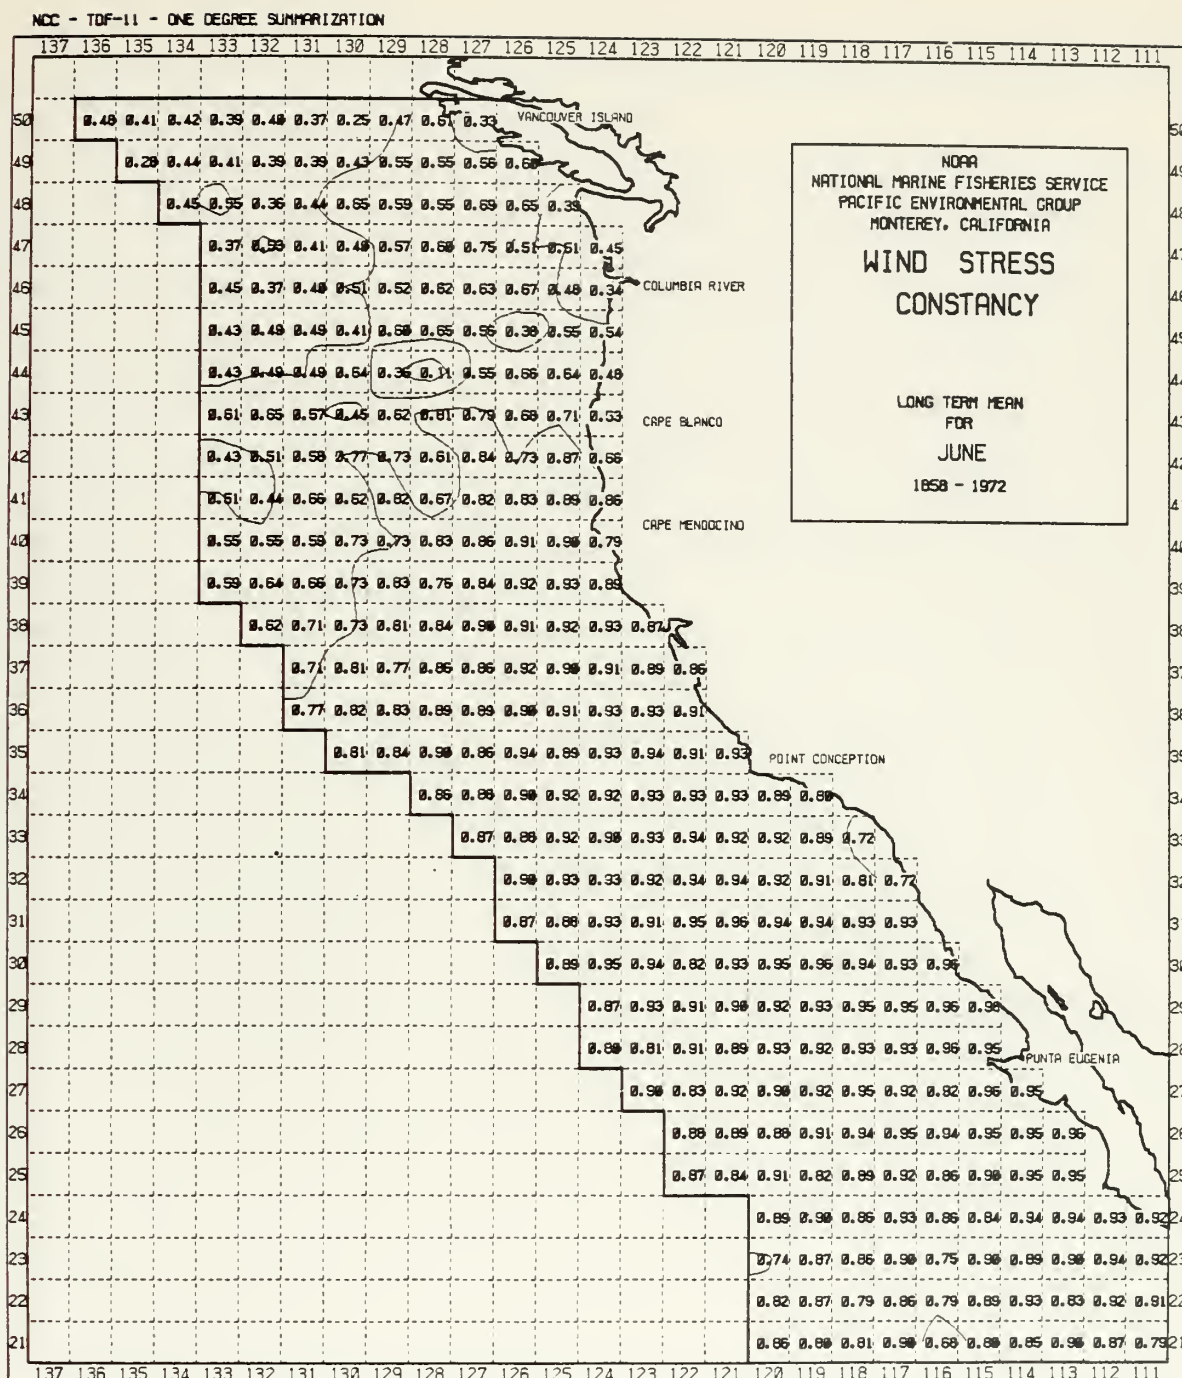 NCC - TDF-11 - ONE DEGREE SUMMARIZATION
137 136 135 134 133 132 131 130 129 128 127 126 125 124 123 122 121 120 119 118 117 116 115 114 113 112 111
VANCOUVER ISLAND
50 0.48 0.41 0.42 0.39 0.40 0.37 0.25 0.47 0.61 0.33 50
49 0.28 0.44 0.41 0.39 0.39 0.43 0.55 0.55 0.56 0.60 49
NOAA
NATIONAL MARINE FISHERIES SERVICE
PACIFIC ENVIRONMENTAL GROUP
MONTEREY, CALIFORNIA
WIND STRESS
CONSTANCY
LONG TERM MEAN
FOR
JUNE
1858 - 1972
48 0.45 0.55 0.36 0.44 0.65 0.59 0.55 0.69 0.65 0.39 48
47 0.37 0.41 0.40 0.57 0.60 0.75 0.51 0.51 0.45 47
46 0.45 0.37 0.40 0.51 0.52 0.62 0.63 0.67 0.48 0.34 COLUMBIA RIVER 46
45 0.43 0.48 0.49 0.41 0.60 0.65 0.56 0.38 0.55 0.54 45
44 0.43 0.49 0.49 0.64 0.36 0.11 0.55 0.66 0.64 0.48 44
43 0.61 0.65 0.57 0.45 0.62 0.81 0.79 0.68 0.71 0.53 CAPE BLANCO 43
42 0.43 0.51 0.58 0.77 0.73 0.61 0.84 0.73 0.87 0.66 42
41 0.51 0.44 0.66 0.62 0.82 0.67 0.82 0.83 0.89 0.86 41
CAPE MENDOCINO
40 0.55 0.55 0.58 0.73 0.73 0.83 0.86 0.91 0.90 0.79 40
39 0.59 0.64 0.66 0.73 0.83 0.76 0.84 0.92 0.93 0.89 39
38 0.62 0.71 0.73 0.81 0.84 0.90 0.91 0.92 0.93 0.87 38
37 0.71 0.81 0.77 0.86 0.86 0.92 0.90 0.91 0.89 0.86 37
36 0.77 0.82 0.83 0.89 0.89 0.90 0.91 0.93 0.93 0.91 36
35 0.81 0.84 0.90 0.86 0.94 0.89 0.93 0.94 0.91 0.93 POINT CONCEPTION 35
34 0.86 0.88 0.90 0.92 0.92 0.93 0.93 0.93 0.89 0.80 34
33 0.87 0.88 0.92 0.90 0.93 0.94 0.92 0.92 0.89 0.72 33
32 0.90 0.93 0.93 0.92 0.94 0.94 0.92 0.91 0.81 0.77 32
31 0.87 0.88 0.93 0.91 0.95 0.96 0.94 0.94 0.93 0.93 31
30 0.89 0.95 0.94 0.82 0.93 0.95 0.96 0.94 0.93 0.96 30
29 0.87 0.93 0.91 0.90 0.92 0.93 0.95 0.95 0.96 0.98 29
28 0.80 0.81 0.91 0.89 0.93 0.92 0.93 0.93 0.96 0.95 PUNTA EUGENIA 28
27 0.90 0.83 0.92 0.90 0.92 0.95 0.92 0.82 0.96 0.95 27
26 0.88 0.89 0.88 0.91 0.94 0.95 0.94 0.95 0.95 0.96 26
25 0.87 0.84 0.91 0.82 0.89 0.92 0.86 0.90 0.95 0.95 25
24 0.89 0.90 0.86 0.93 0.86 0.84 0.94 0.94 0.93 0.92 24
23 0.74 0.87 0.86 0.90 0.75 0.90 0.89 0.90 0.94 0.92 23
22 0.82 0.87 0.79 0.86 0.79 0.89 0.93 0.83 0.92 0.91 22
21 0.86 0.80 0.81 0.90 0.68 0.80 0.85 0.90 0.87 0.79 21
137 136 135 134 133 132 131 130 129 128 127 126 125 124 123 122 121 120 119 118 117 116 115 114 113 112 111